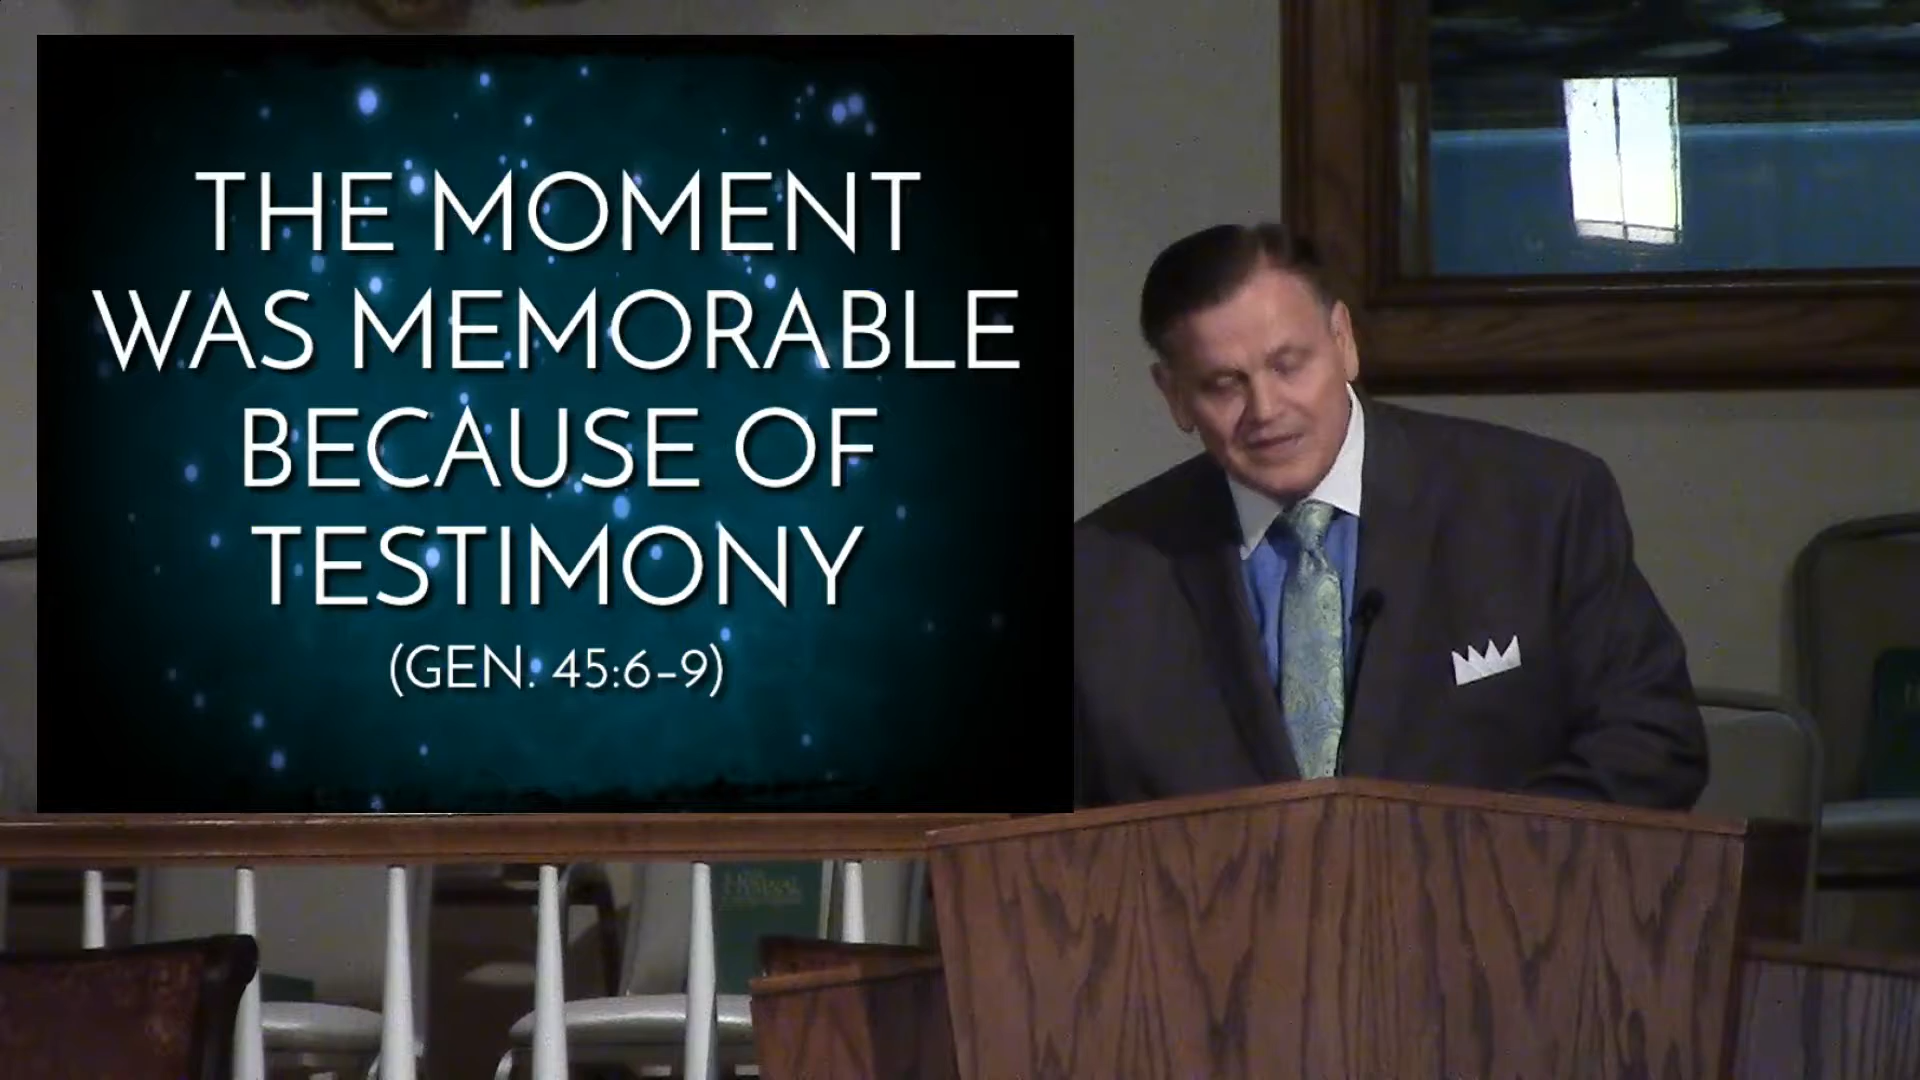 THE MOMENT
WAS MEMORABLE
BECAUSE OF
TESTIMONY
(GEN. 45:6-9)